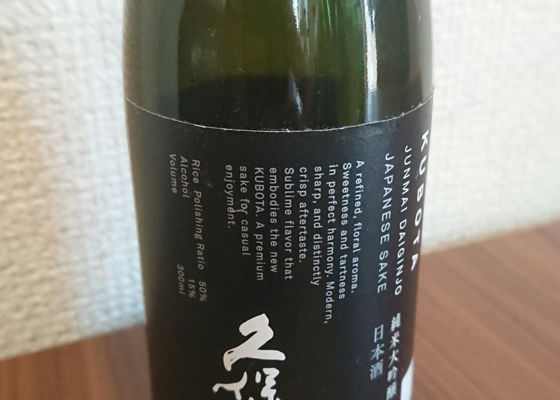 KUBOTA
JUNMAI DAIGINJO
JAPANESE SAKE
純米大吟醸
日本酒
A refined, floral aroma.
Sweetness and tartness
in perfect harmony. Modern,
sharp, and distinctly
crisp aftertaste.
Sublime flavor that
embodies the new
KUBOTA. A premium
sake for casual
enjoyment.
Rice Polishing Ratio 50%
Alcohol 15%
Volume 300ml
久保